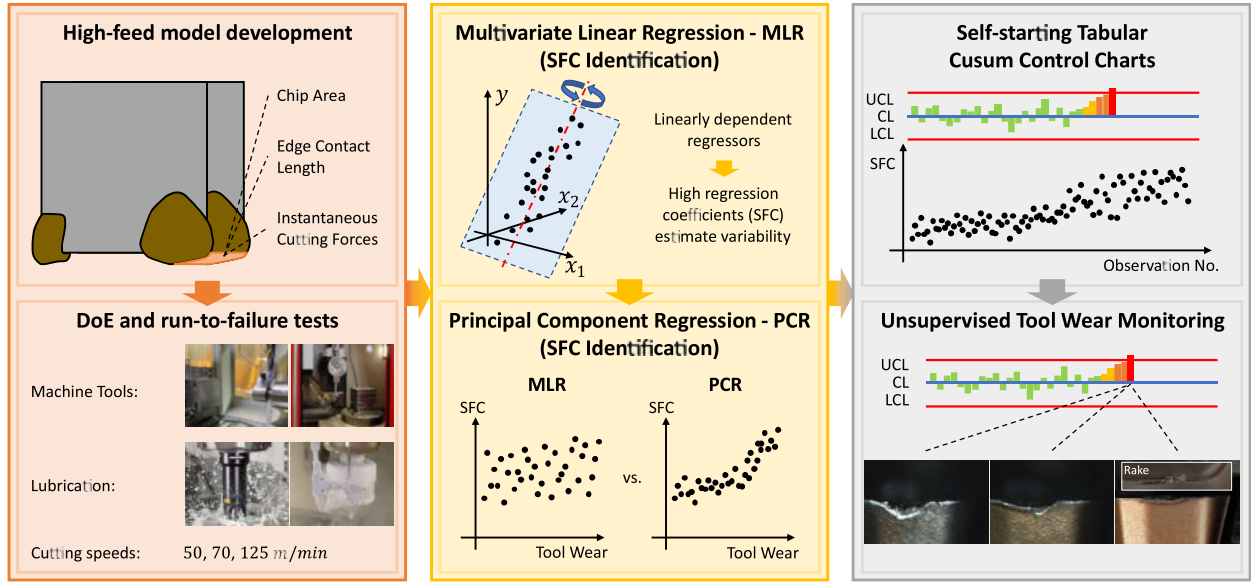 High-feed model development
Chip Area
Edge Contact
Length
Instantaneous
Cutting Forces
DoE and run-to-failure tests
Machine Tools:
Lubrication:
Cutting speeds: 50, 70, 125 m/min
Multivariate Linear Regression - MLR
(SFC Identification)
y
x2
x1
Linearly dependent
regressors
High regression
coefficients (SFC)
estimate variability
Principal Component Regression - PCR
(SFC Identification)
MLR
SFC
Tool Wear
vs.
PCR
SFC
Tool Wear
Self-starting Tabular
Cusum Control Charts
UCL
CL
LCL
SFC
Observation No.
Unsupervised Tool Wear Monitoring
UCL
CL
LCL
Rake